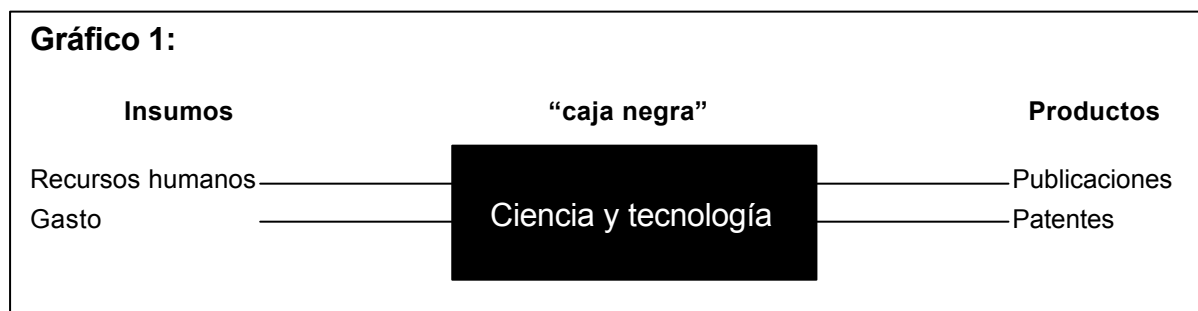 Gráfico 1:
Insumos “caja negra” Productos
Recursos humanos Publicaciones
Gasto Ciencia y tecnología Patentes